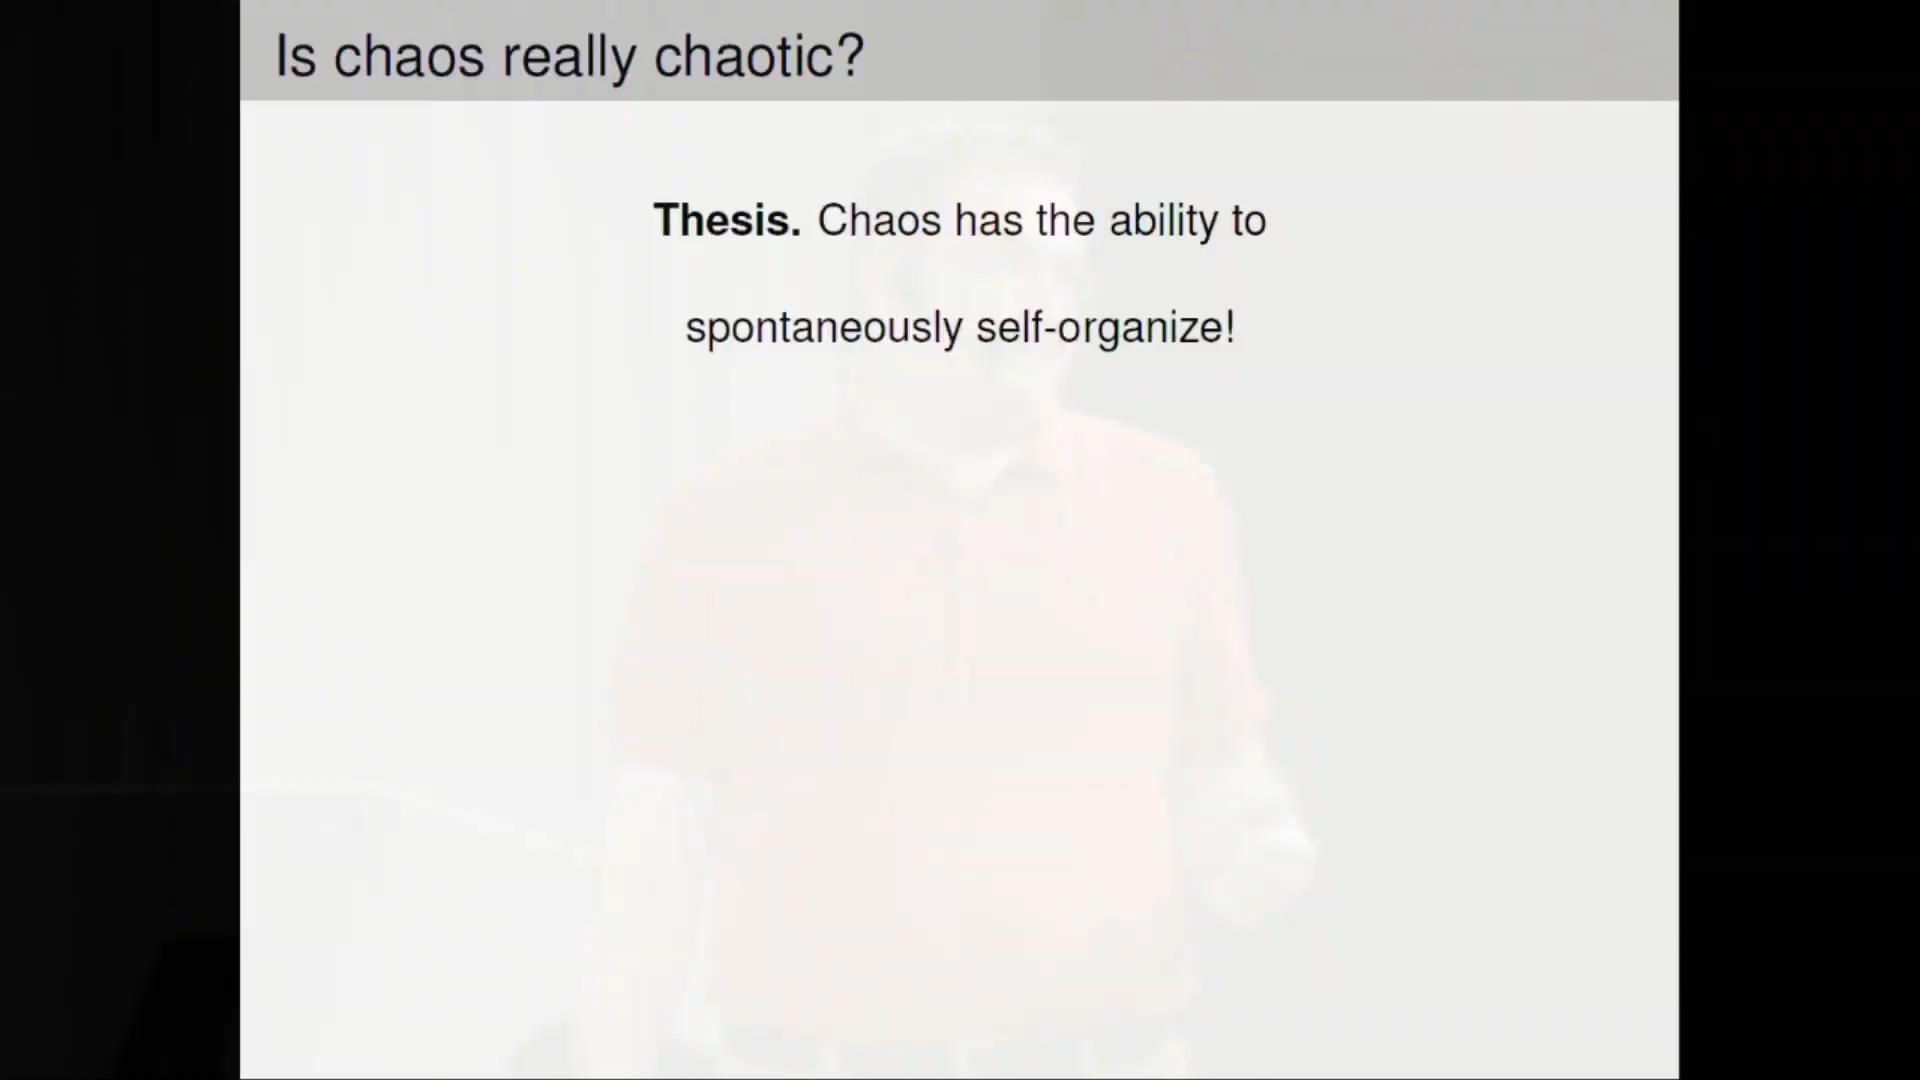 Is chaos really chaotic?
Thesis. Chaos has the ability to
spontaneously self-organize!